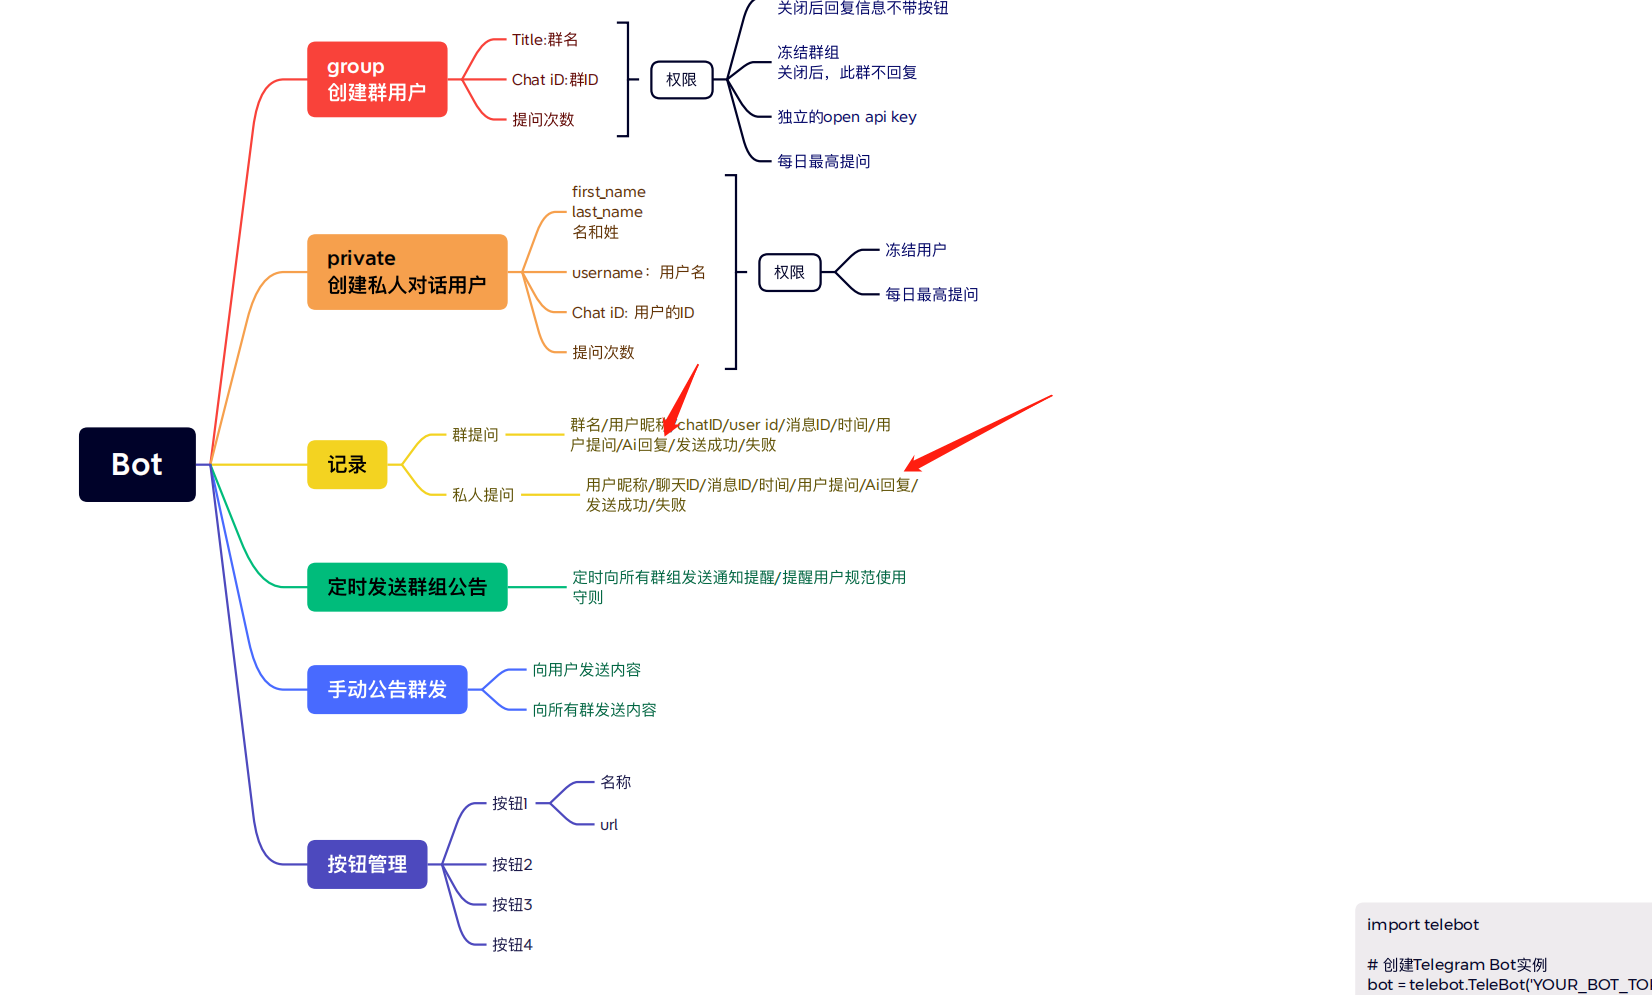 关闭后回复信息不带按钮
group
创建群用户
Title:群名
Chat iD:群ID
提问次数
权限
冻结群组
关闭后，此群不回复
独立的open api key
每日最高提问
private
创建私人对话用户
first_name
last_name
名和姓
username：用户名
Chat iD: 用户的ID
提问次数
权限
冻结用户
每日最高提问
Bot
记录
群提问
群名/用户昵称 chatID/user id/消息ID/时间/用
户提问/Ai回复/发送成功/失败
私人提问
用户昵称/聊天ID/消息ID/时间/用户提问/Ai回复/
发送成功/失败
定时发送群组公告
定时向所有群组发送通知提醒/提醒用户规范使用
守则
手动公告群发
向用户发送内容
向所有群发送内容
按钮管理
按钮1
名称
url
按钮2
按钮3
按钮4
import telebot
# 创建Telegram Bot实例
bot = telebot.TeleBot('YOUR_BOT_TO